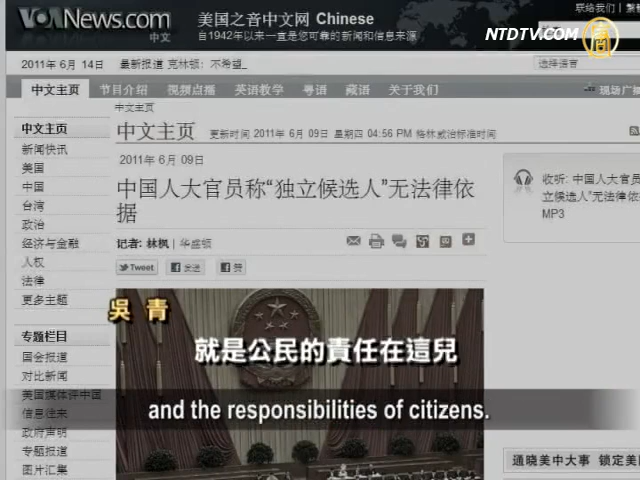 VOANews.com
中文
美国之音中文网 Chinese
自1942年以来一直是您可靠的新闻和信息来源
联络我们
NTDTV.COM
2011年 6月 14日
最新报道 克林顿：不希望_
选择语言
中文主页
节目介绍
视频点播
英语教学
粤语
藏语
关于我们
现场广播
中文主页
中文主页
中文主页
更新时间 2011年 6月 09日 星期四 04:56 PM 格林威治标准时间
新闻快讯
美国
中国
台湾
政治
经济与金融
人权
法律
更多主题
专题栏目
国会报道
对比新闻
美国媒体评中国
信息往来
政府声明
专题报道
图片汇集
2011年 6月 09日
中国人大官员称“独立候选人”无法律依
据
记者: 林枫 | 华盛顿
Tweet
发送
赞
收听: 中国人大官员
立候选人”无法律依
MP3
吳 青
就是公民的責任在這兒
and the responsibilities of citizens.
通晓美中大事 锁定美